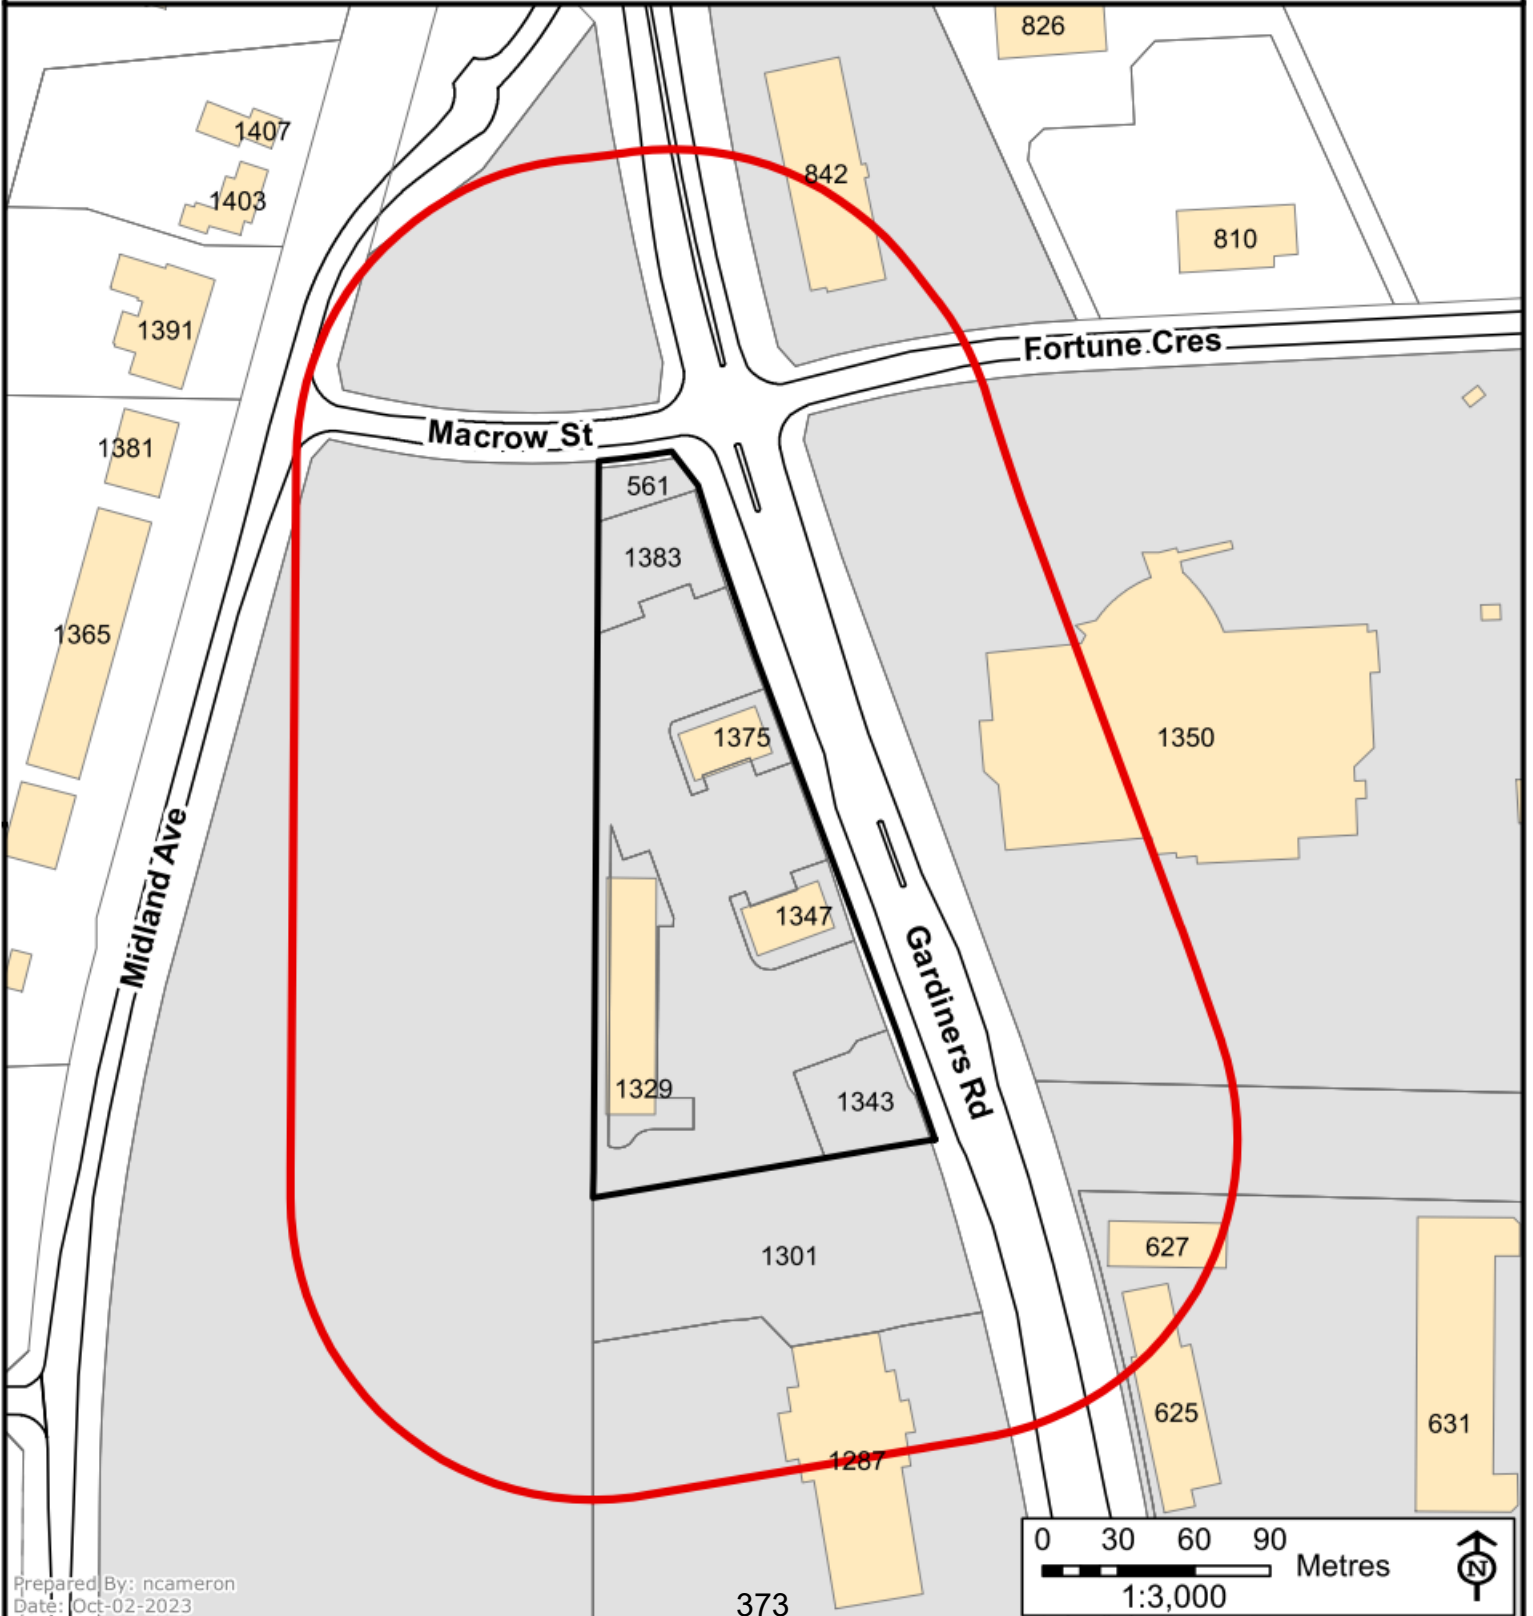 826
1407
842
1403
810
1391
Fortune Cres
Macrow St
1381
561
1383
1365
1375
1350
Midland Ave
1347
Gardiners Rd
1329
1343
1301
627
625
631
1287
0 30 60 90
Metres
N
1:3,000
Prepared By: ncameron
Date: Oct-02-2023
373